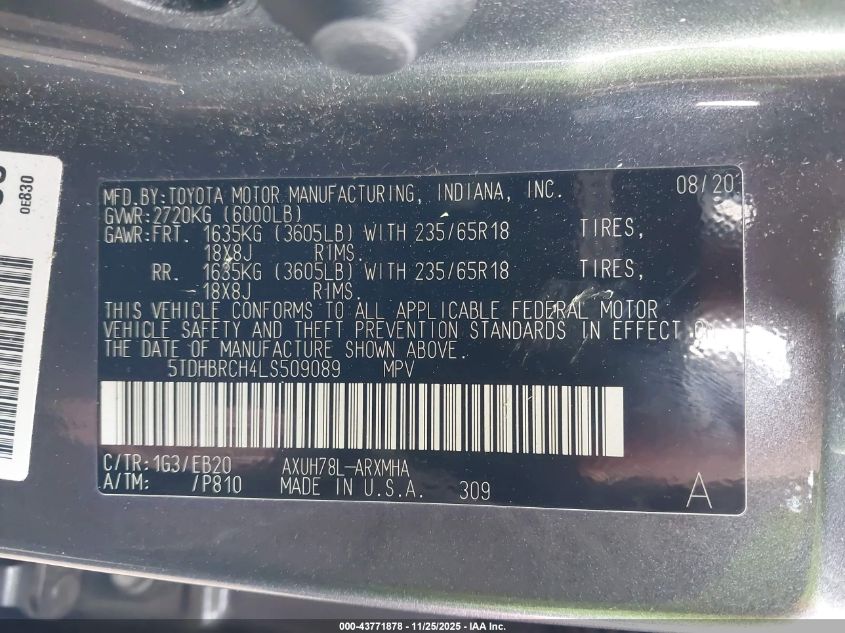 0E830
MFD.BY:TOYOTA MOTOR MANUFACTURING, INDIANA, INC. 08/20
GVWR:2720KG (6000LB)
GAWR:FRT. 1635KG (3605LB) WITH 235/65R18 TIRES,
18X8J RIMS.
RR. 1635KG (3605LB) WITH 235/65R18 TIRES,
18X8J RIMS.
THIS VEHICLE CONFORMS TO ALL APPLICABLE FEDERAL MOTOR
VEHICLE SAFETY AND THEFT PREVENTION STANDARDS IN EFFECT ON
THE DATE OF MANUFACTURE SHOWN ABOVE.
5TDHBRCH4LS509089 MPV
C/TR:1G3/EB20 AXUH78L-ARXMHA
A/TM: /P810 MADE IN U.S.A. 309 A
000-43771878 - 11/25/2025 - IAA Inc.